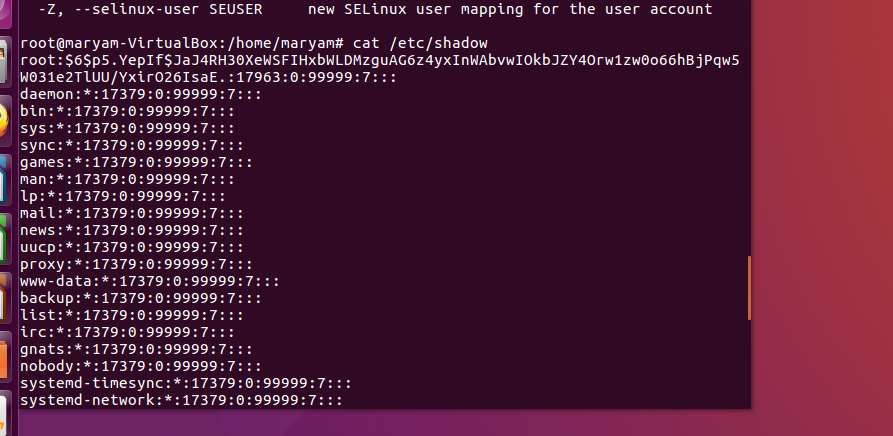 -Z, --selinux-user SEUSER     new SELinux user mapping for the user account
root@maryam-VirtualBox:/home/maryam# cat /etc/shadow
root:$6$p5.YepIf$JaJ4RH30XeWSFIHxbWLDMzguAG6z4yxInWAbvwIOkbJZY4Orw1zw0o66hBjPqw5
W031e2TlUU/YxirO26IsaE.:17963:0:99999:7:::
daemon:*:17379:0:99999:7:::
bin:*:17379:0:99999:7:::
sys:*:17379:0:99999:7:::
sync:*:17379:0:99999:7:::
games:*:17379:0:99999:7:::
man:*:17379:0:99999:7:::
lp:*:17379:0:99999:7:::
mail:*:17379:0:99999:7:::
news:*:17379:0:99999:7:::
uucp:*:17379:0:99999:7:::
proxy:*:17379:0:99999:7:::
www-data:*:17379:0:99999:7:::
backup:*:17379:0:99999:7:::
list:*:17379:0:99999:7:::
irc:*:17379:0:99999:7:::
gnats:*:17379:0:99999:7:::
nobody:*:17379:0:99999:7:::
systemd-timesync:*:17379:0:99999:7:::
systemd-network:*:17379:0:99999:7:::